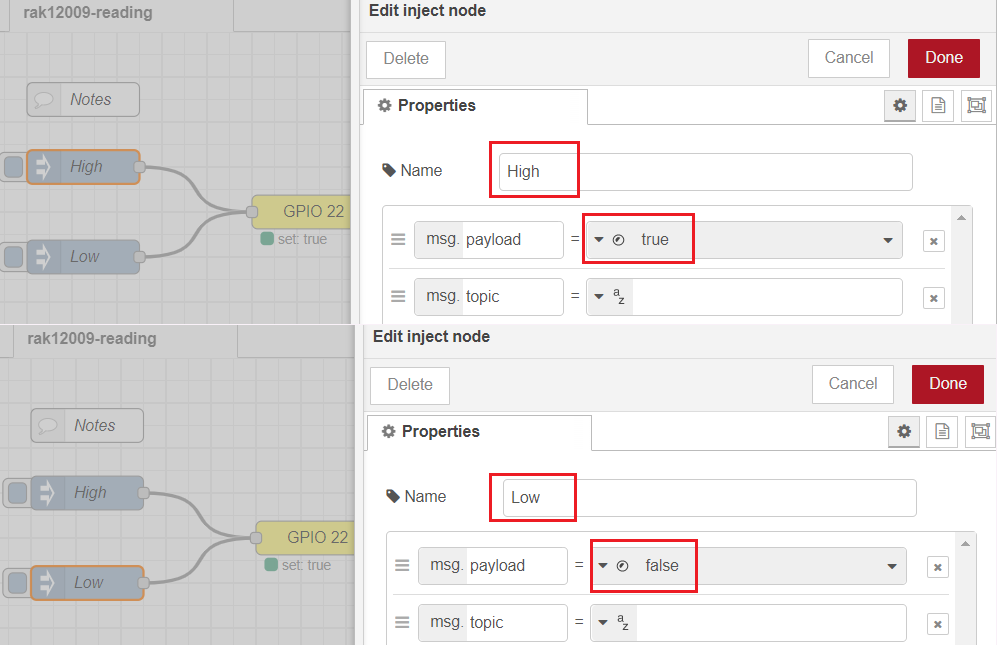 rak12009-reading
Edit inject node
Delete
Cancel
Done
Properties
Notes
High
Low
GPIO 22
set: true
Name
High
msg. payload
=
true
msg. topic
=
a
z
rak12009-reading
Edit inject node
Delete
Cancel
Done
Properties
Notes
High
Low
GPIO 22
set: true
Name
Low
msg. payload
=
false
msg. topic
=
a
z